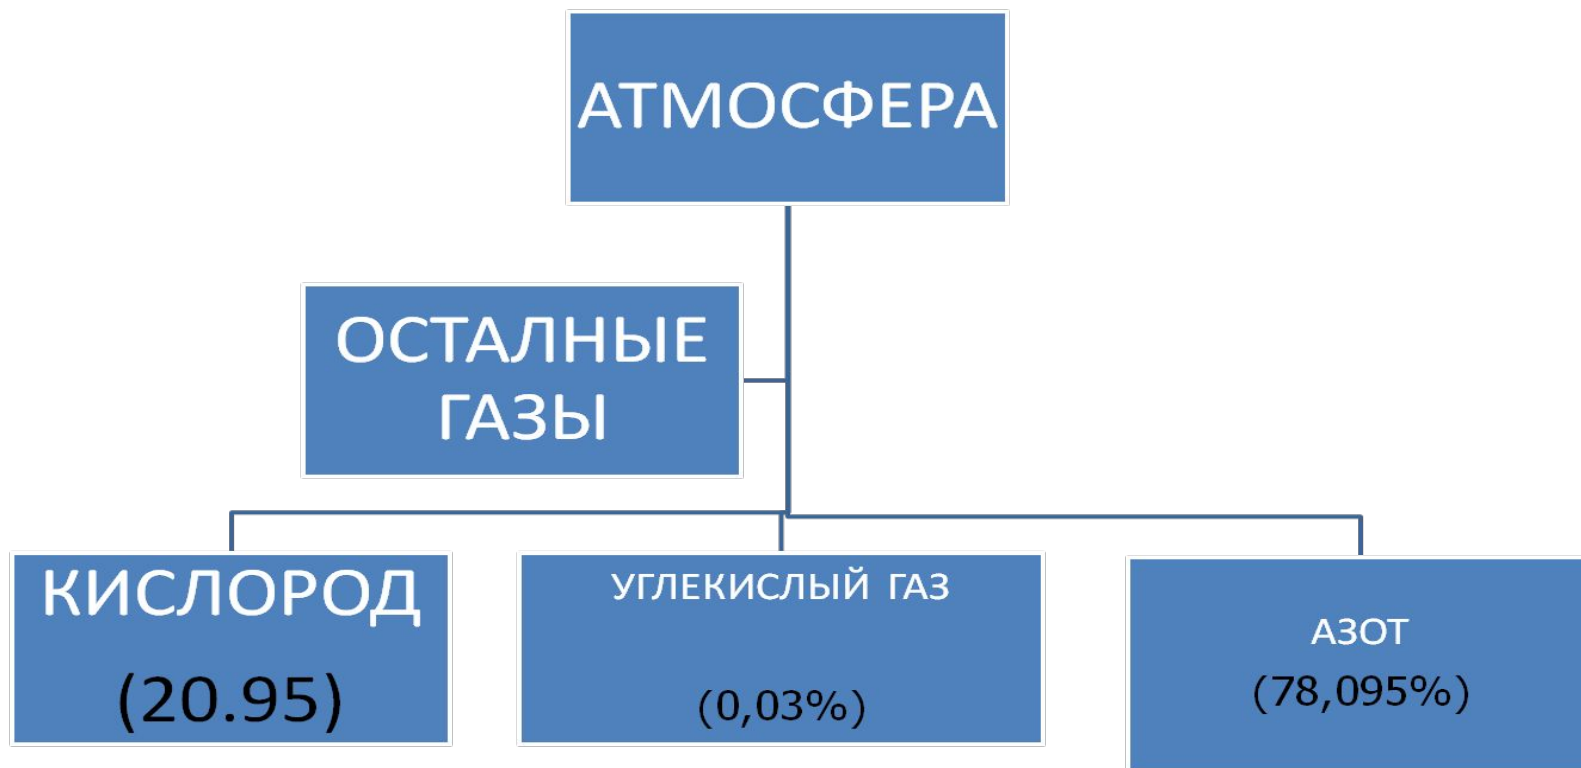 АТМОСФЕРА
ОСТАЛНЫЕ
ГАЗЫ
КИСЛОРОД
(20.95)
УГЛЕКИСЛЫЙ ГАЗ
(0,03%)
АЗОТ
(78,095%)